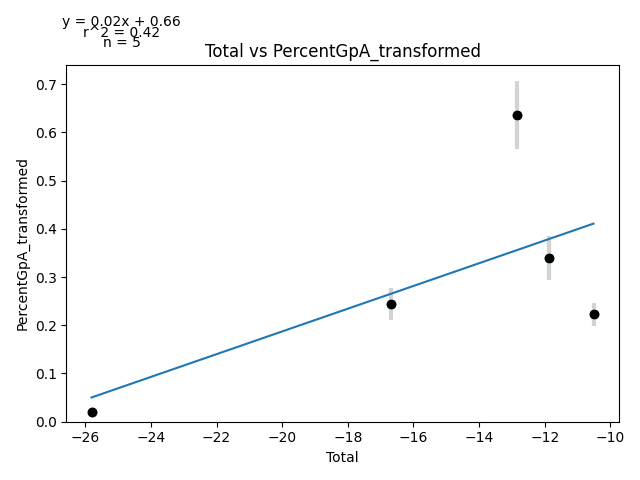 y = 0.02x + 0.66
r^2 = 0.42
n = 5
Total vs PercentGpA_transformed
0.7
0.6
0.5
0.4
0.3
0.2
0.1
0.0
PercentGpA_transformed
−26 −24 −22 −20 −18 −16 −14 −12 −10
Total